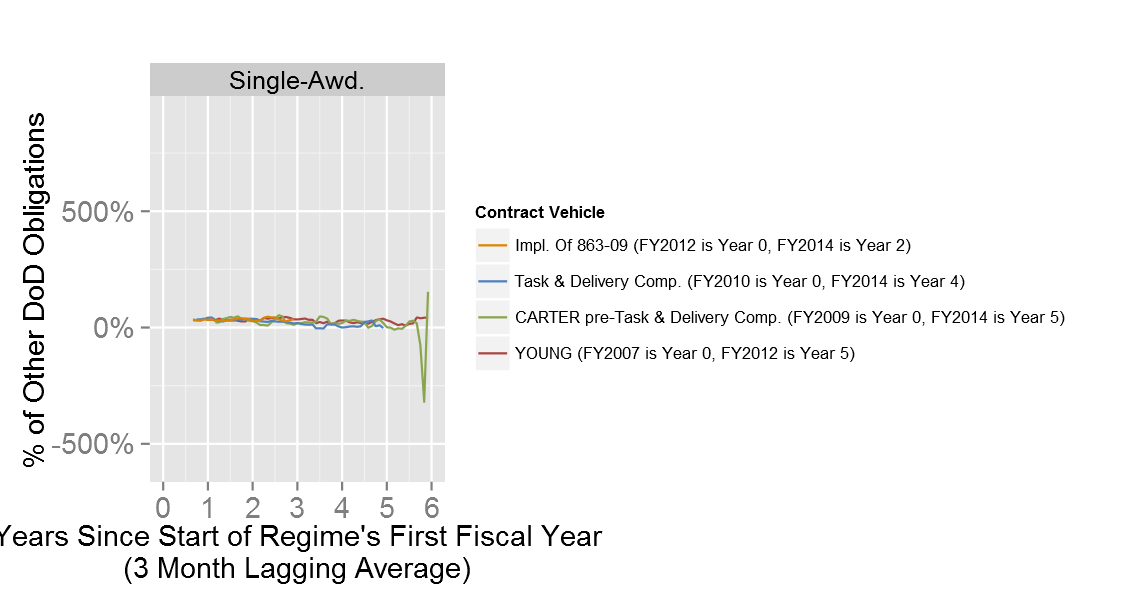 Single-Awd.
% of Other DoD Obligations
500%
0%
-500%
0 1 2 3 4 5 6
Years Since Start of Regime's First Fiscal Year
(3 Month Lagging Average)
Contract Vehicle
Impl. Of 863-09 (FY2012 is Year 0, FY2014 is Year 2)
Task & Delivery Comp. (FY2010 is Year 0, FY2014 is Year 4)
CARTER pre-Task & Delivery Comp. (FY2009 is Year 0, FY2014 is Year 5)
YOUNG (FY2007 is Year 0, FY2012 is Year 5)